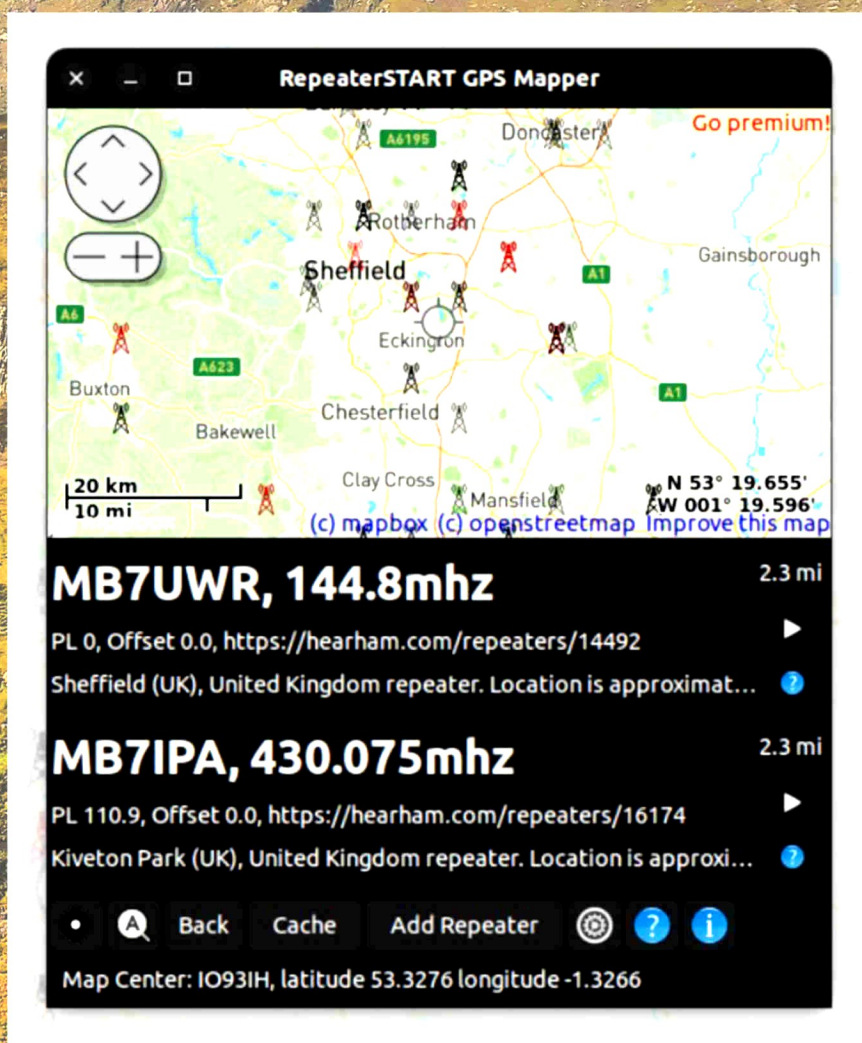 RepeaterSTART GPS Mapper
Go premium!
A6195
Doncaster
Rotherham
Sheffield
A1
Gainsborough
A6
Eckington
A623
Buxton
A1
Chesterfield
Bakewell
Clay Cross
20 km
10 mi
Mansfield
N 53° 19.655'
W 001° 19.596'
(c) mapbox (c) openstreetmap Improve this map
MB7UWR, 144.8mhz
2.3 mi
PL 0, Offset 0.0, https://hearham.com/repeaters/14492
Sheffield (UK), United Kingdom repeater. Location is approximat...
MB7IPA, 430.075mhz
2.3 mi
PL 110.9, Offset 0.0, https://hearham.com/repeaters/16174
Kiveton Park (UK), United Kingdom repeater. Location is approxi...
A Back Cache Add Repeater ? i
Map Center: IO93IH, latitude 53.3276 longitude -1.3266